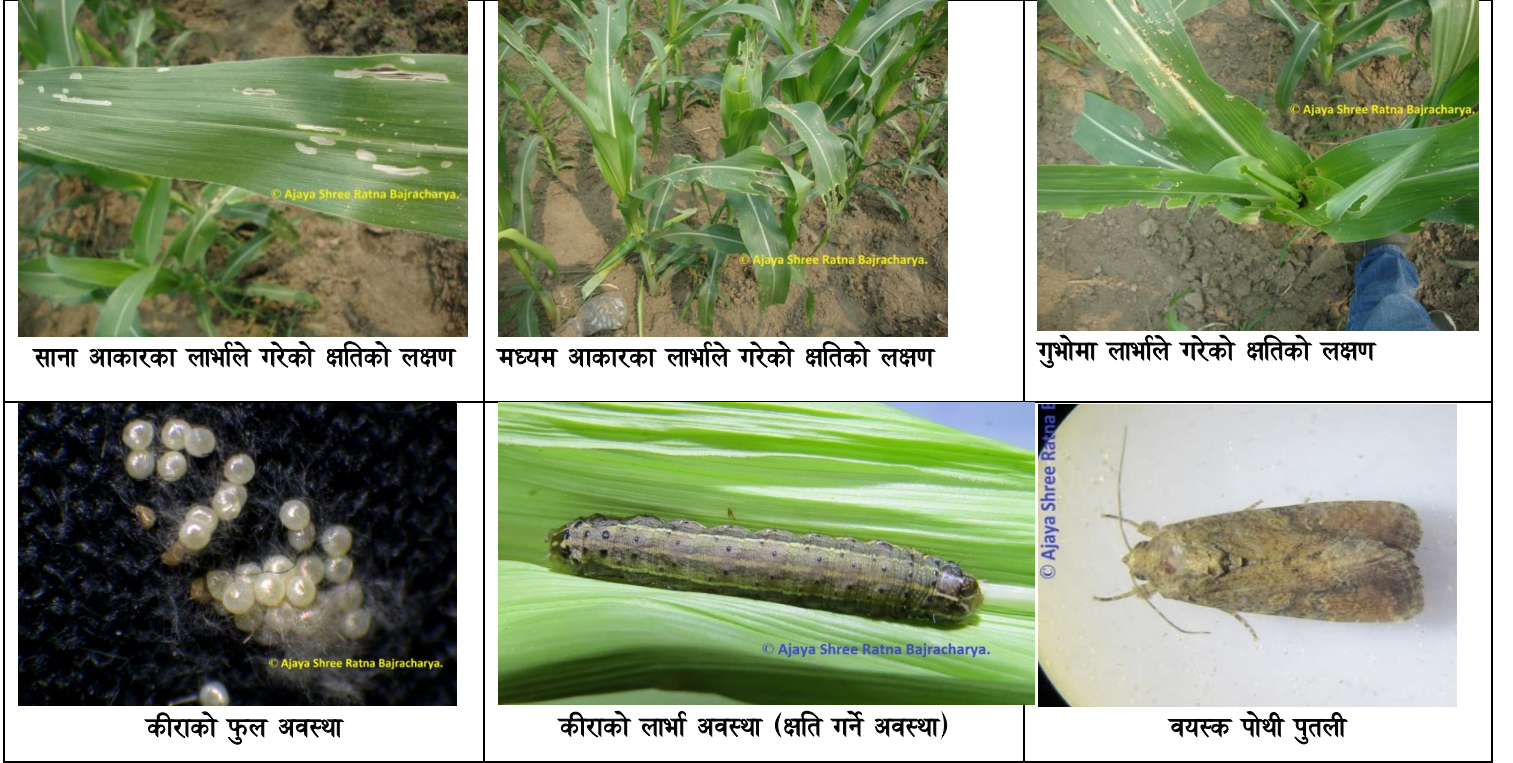 © Ajaya Shree Ratna Bajracharya.
© Ajaya Shree Ratna Bajracharya.
© Ajaya Shree Ratna Bajracharya.
साना आकारका लार्भाले गरेको क्षतिको लक्षण
मध्यम आकारका लार्भाले गरेको क्षतिको लक्षण
गुभोमा लार्भाले गरेको क्षतिको लक्षण
© Ajaya Shree Ratna Bajracharya.
© Ajaya Shree Ratna Bajracharya.
© Ajaya Shree Ratna
कीराको फुल अवस्था
कीराको लार्भा अवस्था (क्षति गर्ने अवस्था)
वयस्क पोथी पुतली